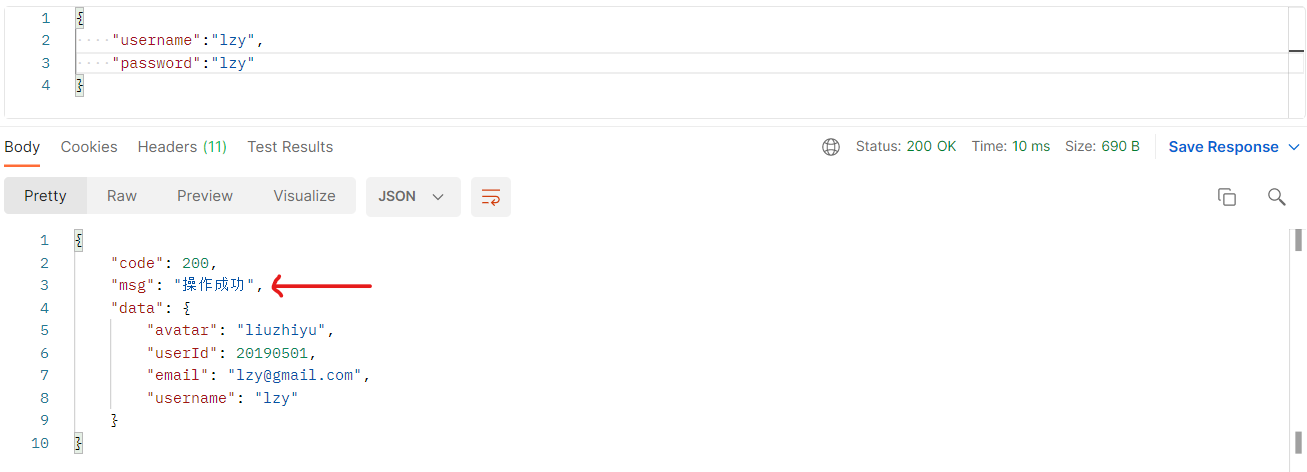 1 {
2 "username":"lzy",
3 "password":"lzy"
4 }
Body Cookies Headers (11) Test Results Status: 200 OK Time: 10 ms Size: 690 B Save Response
Pretty Raw Preview Visualize JSON
1 {
2 "code": 200,
3 "msg": "操作成功",
4 "data": {
5 "avatar": "liuzhiyu",
6 "userId": 20190501,
7 "email": "lzy@gmail.com",
8 "username": "lzy"
9 }
10 }